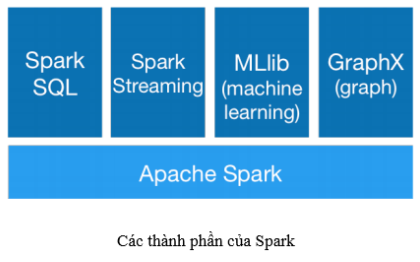 Spark
SQL
Spark
Streaming
MLlib
(machine
learning)
GraphX
(graph)
Apache Spark
Các thành phần của Spark